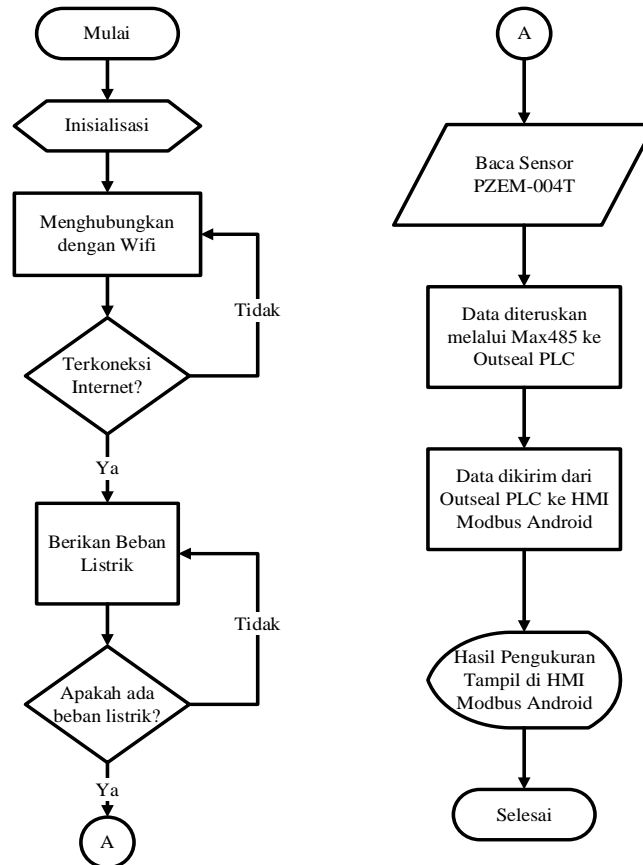 Mulai
Inisialisasi
Menghubungkan
dengan Wifi
Tidak
Terkoneksi
Internet?
Ya
Berikan Beban
Listrik
Tidak
Apakah ada
beban listrik?
Ya
A
A
Baca Sensor
PZEM-004T
Data diteruskan
melalui Max485 ke
Outseal PLC
Data dikirim dari
Outseal PLC ke HMI
Modbus Android
Hasil Pengukuran
Tampil di HMI
Modbus Android
Selesai